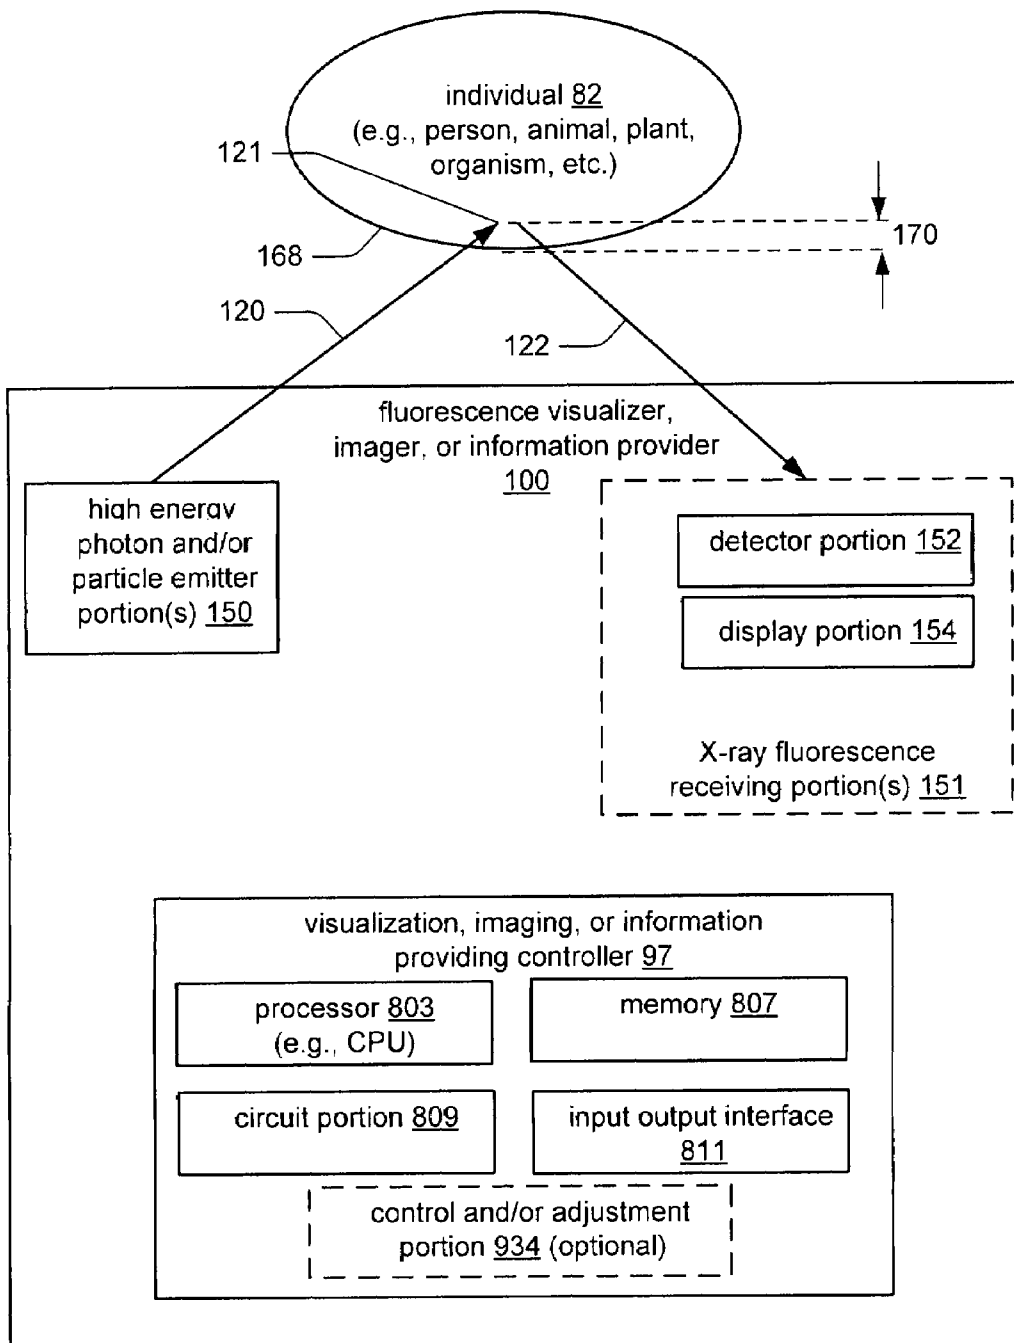 individual 82
(e.g., person, animal, plant,
organism, etc.)
121
170
168
120
122
fluorescence visualizer,
imager, or information provider
100
high energy
photon and/or
particle emitter
portion(s) 150
detector portion 152
display portion 154
X-ray fluorescence
receiving portion(s) 151
visualization, imaging, or information
providing controller 97
processor 803
(e.g., CPU)
memory 807
circuit portion 809
input output interface
811
control and/or adjustment
portion 934 (optional)